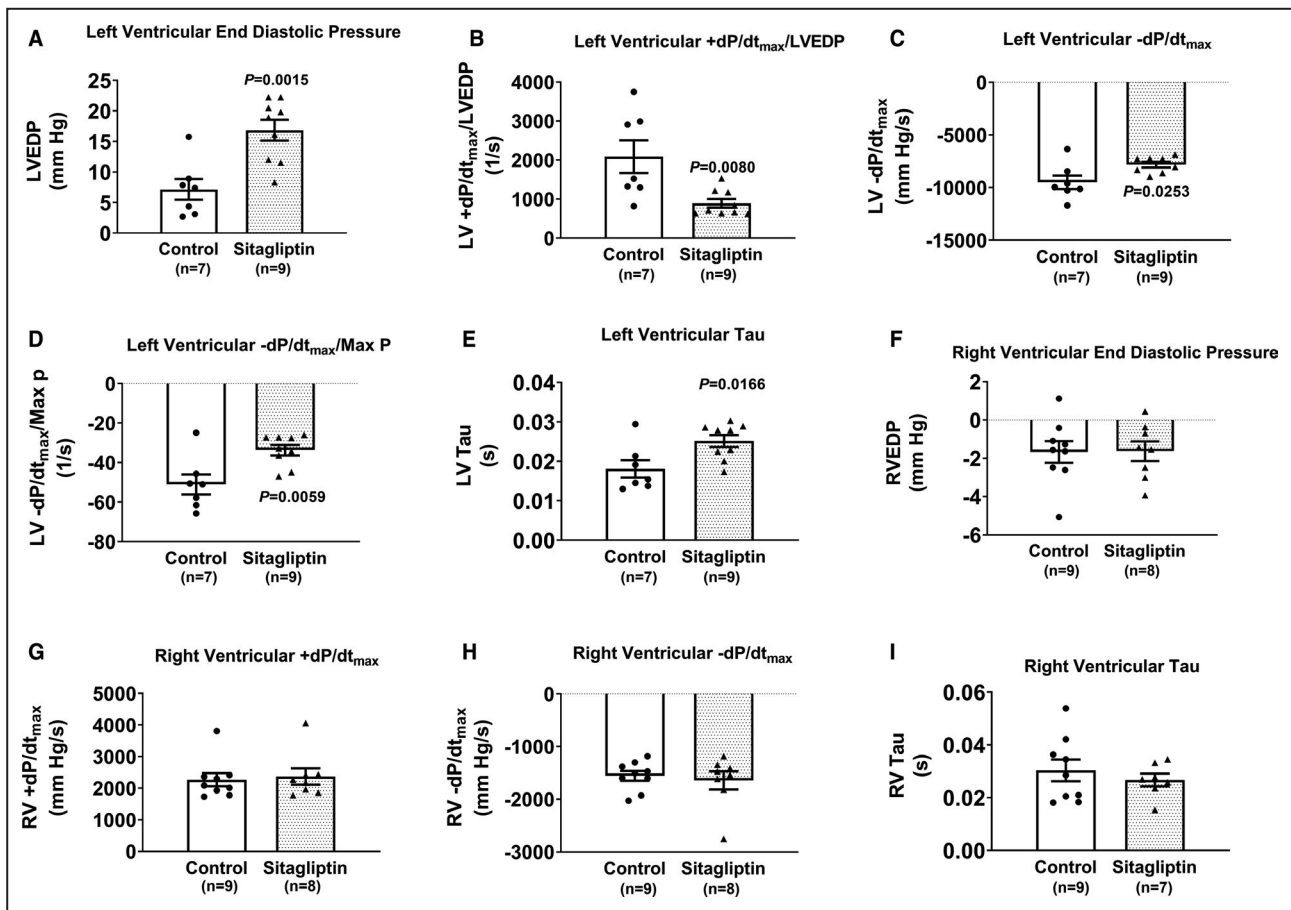 A
Left Ventricular End Diastolic Pressure
P=0.0015
LVEDP
(mm Hg)
25
20
15
10
5
0
Control
Sitagliptin
(n=7)
(n=9)
B
Left Ventricular +dP/dtmax/LVEDP
P=0.0080
LV +dP/dtmax/LVEDP
(1/s)
4000
3000
2000
1000
0
Control
Sitagliptin
(n=7)
(n=9)
C
Left Ventricular -dP/dtmax
LV -dP/dtmax
(mm Hg/s)
0
-5000
-10000
-15000
P=0.0253
Control
Sitagliptin
(n=7)
(n=9)
D
Left Ventricular -dP/dtmax/Max P
LV -dP/dtmax/Max p
(1/s)
0
-20
-40
-60
-80
P=0.0059
Control
Sitagliptin
(n=7)
(n=9)
E
Left Ventricular Tau
P=0.0166
LV Tau
(s)
0.04
0.03
0.02
0.01
0.00
Control
Sitagliptin
(n=7)
(n=9)
F
Right Ventricular End Diastolic Pressure
RVEDP
(mm Hg)
2
0
-2
-4
-6
Control
Sitagliptin
(n=9)
(n=8)
G
Right Ventricular +dP/dtmax
RV +dP/dtmax
(mm Hg/s)
5000
4000
3000
2000
1000
0
Control
Sitagliptin
(n=9)
(n=8)
H
Right Ventricular -dP/dtmax
RV -dP/dtmax
(mm Hg/s)
0
-1000
-2000
-3000
Control
Sitagliptin
(n=9)
(n=8)
I
Right Ventricular Tau
RV Tau
(s)
0.06
0.04
0.02
0.00
Control
Sitagliptin
(n=9)
(n=7)